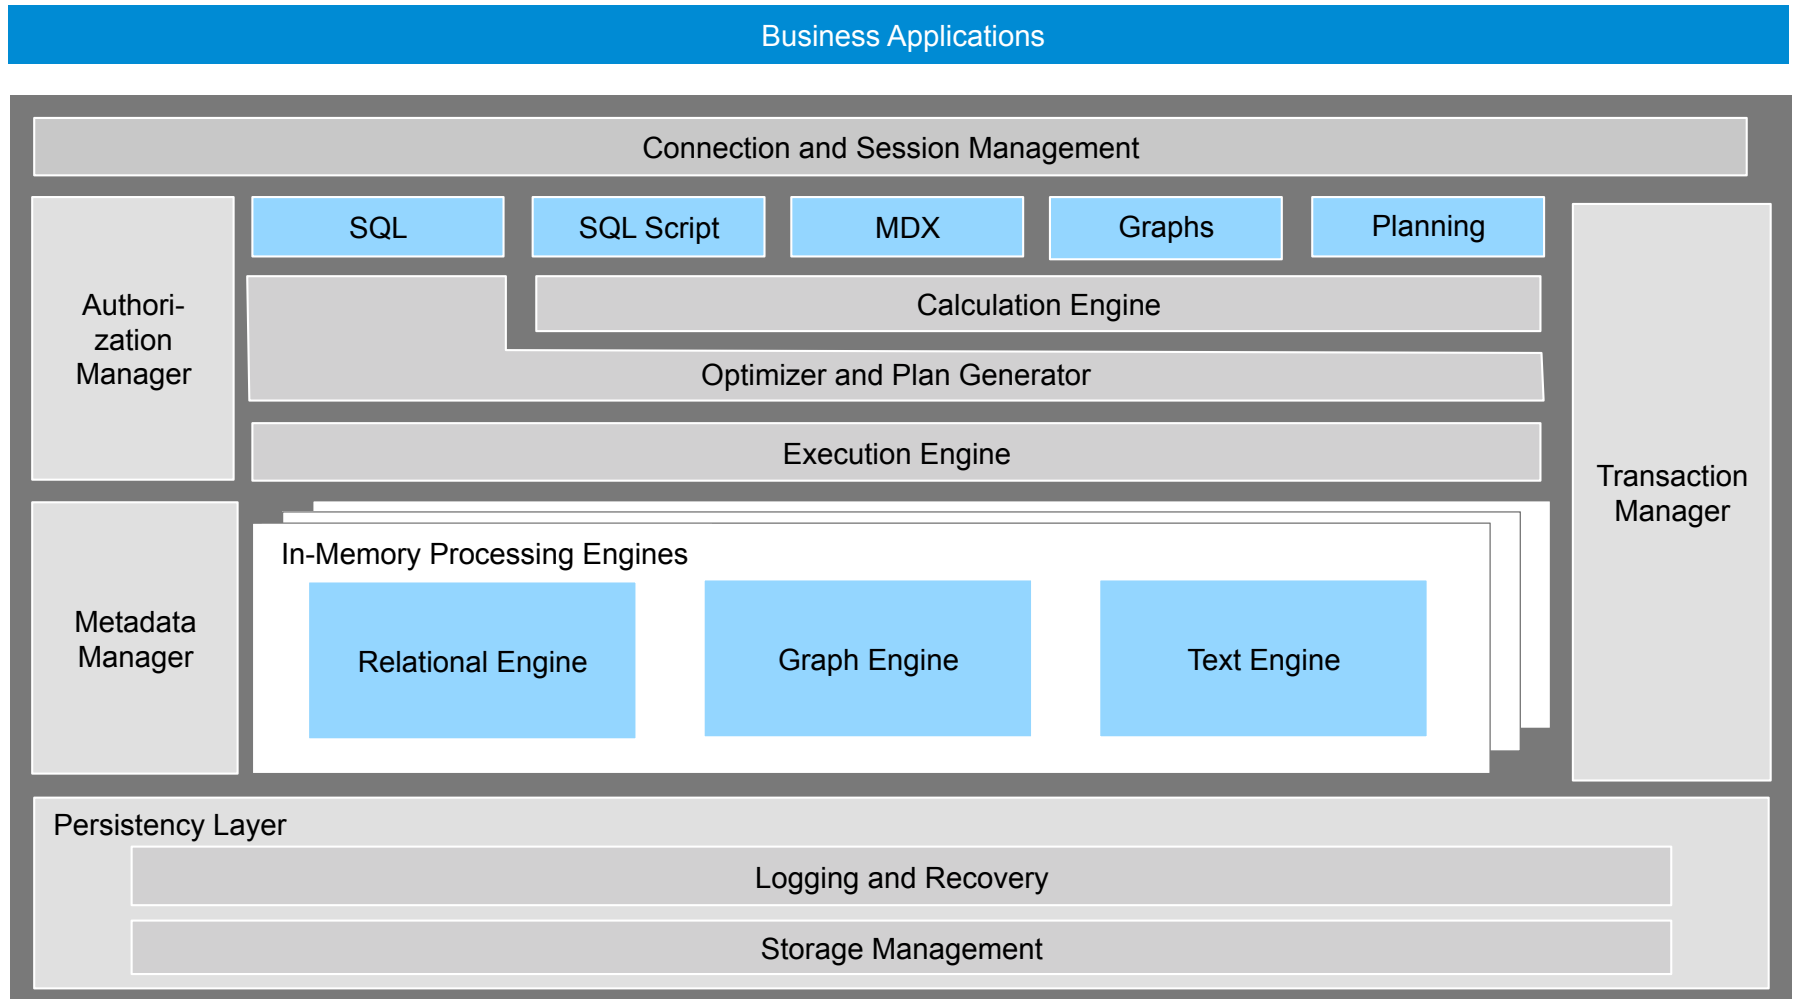 Business Applications
Connection and Session Management
Authori-
zation
Manager
SQL
SQL Script
MDX
Graphs
Planning
Calculation Engine
Optimizer and Plan Generator
Execution Engine
Transaction
Manager
Metadata
Manager
In-Memory Processing Engines
Relational Engine
Graph Engine
Text Engine
Persistency Layer
Logging and Recovery
Storage Management